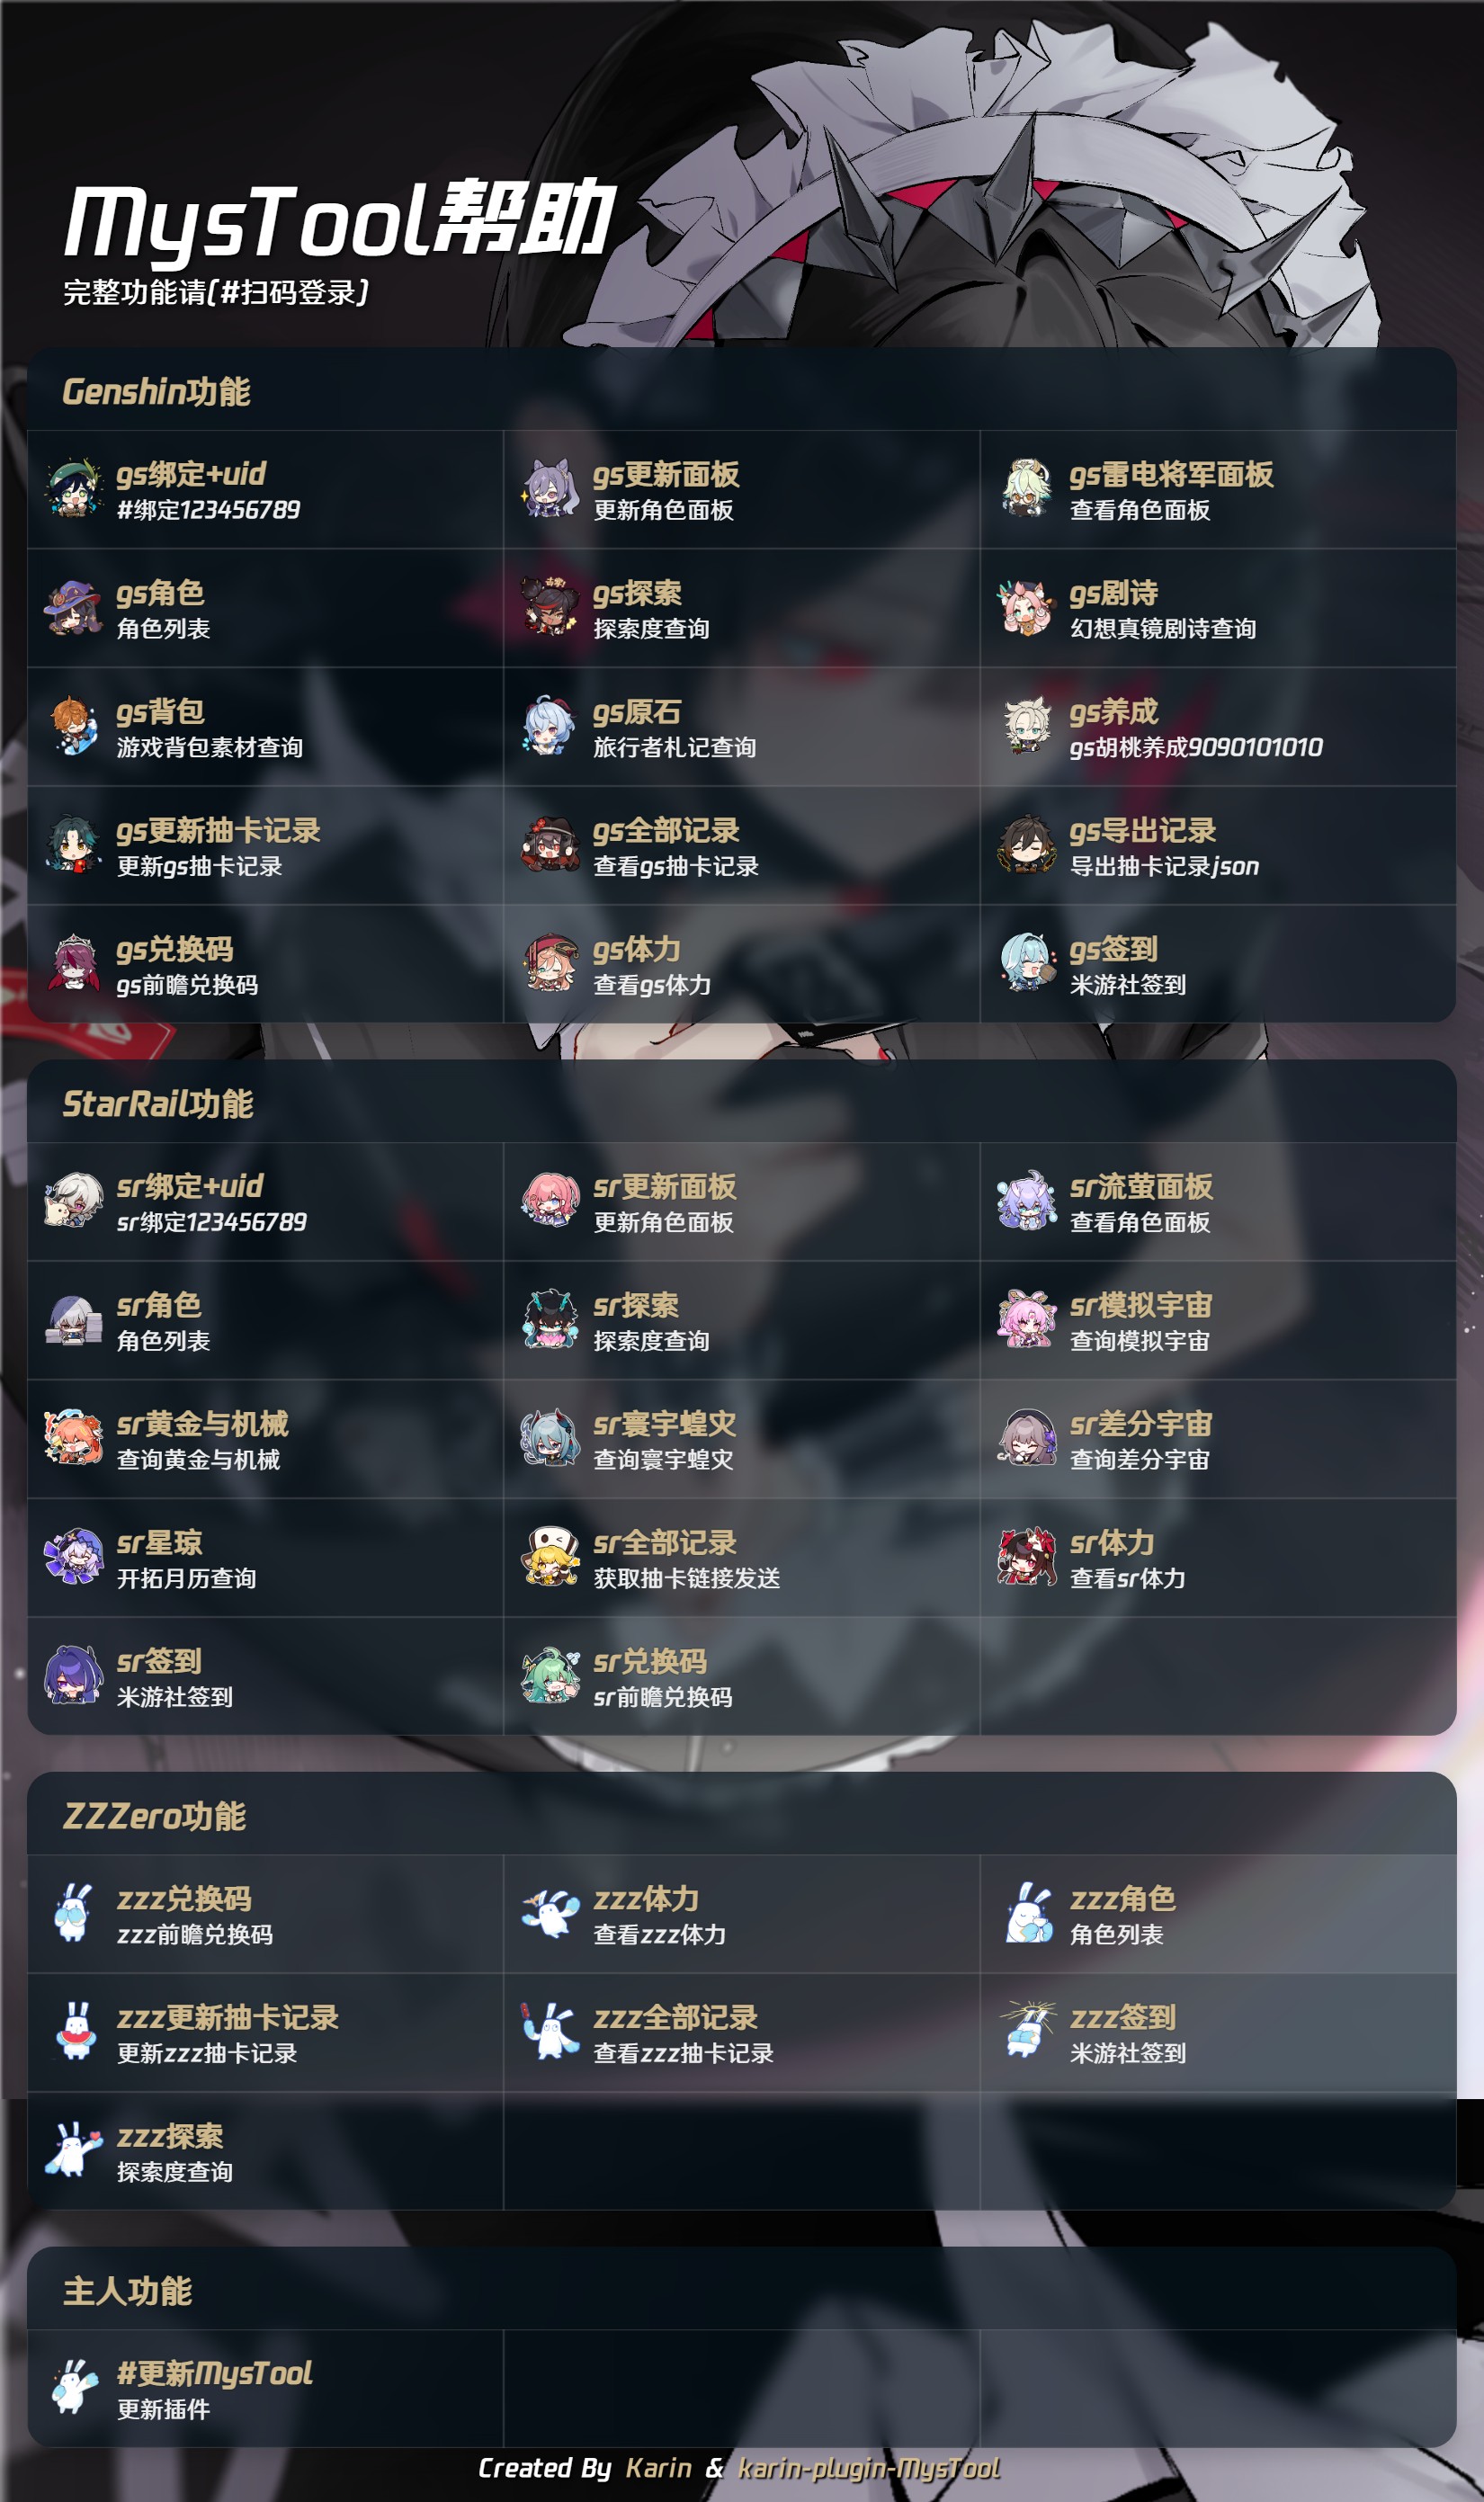 MysTool帮助
完整功能请(#扫码登录)
Genshin功能
gs绑定+uid
#绑定123456789
gs更新面板
更新角色面板
gs雷电将军面板
查看角色面板
gs角色
角色列表
gs探索
探索度查询
gs剧诗
幻想真镜剧诗查询
gs背包
游戏背包素材查询
gs原石
旅行者札记查询
gs养成
gs胡桃养成9090101010
gs更新抽卡记录
更新gs抽卡记录
gs全部记录
查看gs抽卡记录
gs导出记录
导出抽卡记录json
gs兑换码
gs前瞻兑换码
gs体力
查看gs体力
gs签到
米游社签到
StarRail功能
sr绑定+uid
sr绑定123456789
sr更新面板
更新角色面板
sr流萤面板
查看角色面板
sr角色
角色列表
sr探索
探索度查询
sr模拟宇宙
查询模拟宇宙
sr黄金与机械
查询黄金与机械
sr寰宇蝗灾
查询寰宇蝗灾
sr差分宇宙
查询差分宇宙
sr星琼
开拓月历查询
sr全部记录
获取抽卡链接发送
sr体力
查看sr体力
sr签到
米游社签到
sr兑换码
sr前瞻兑换码
ZZZero功能
zzz兑换码
zzz前瞻兑换码
zzz体力
查看zzz体力
zzz角色
角色列表
zzz更新抽卡记录
更新zzz抽卡记录
zzz全部记录
查看zzz抽卡记录
zzz签到
米游社签到
zzz探索
探索度查询
主人功能
#更新MysTool
更新插件
Created By Karin & karin-plugin-MysTool